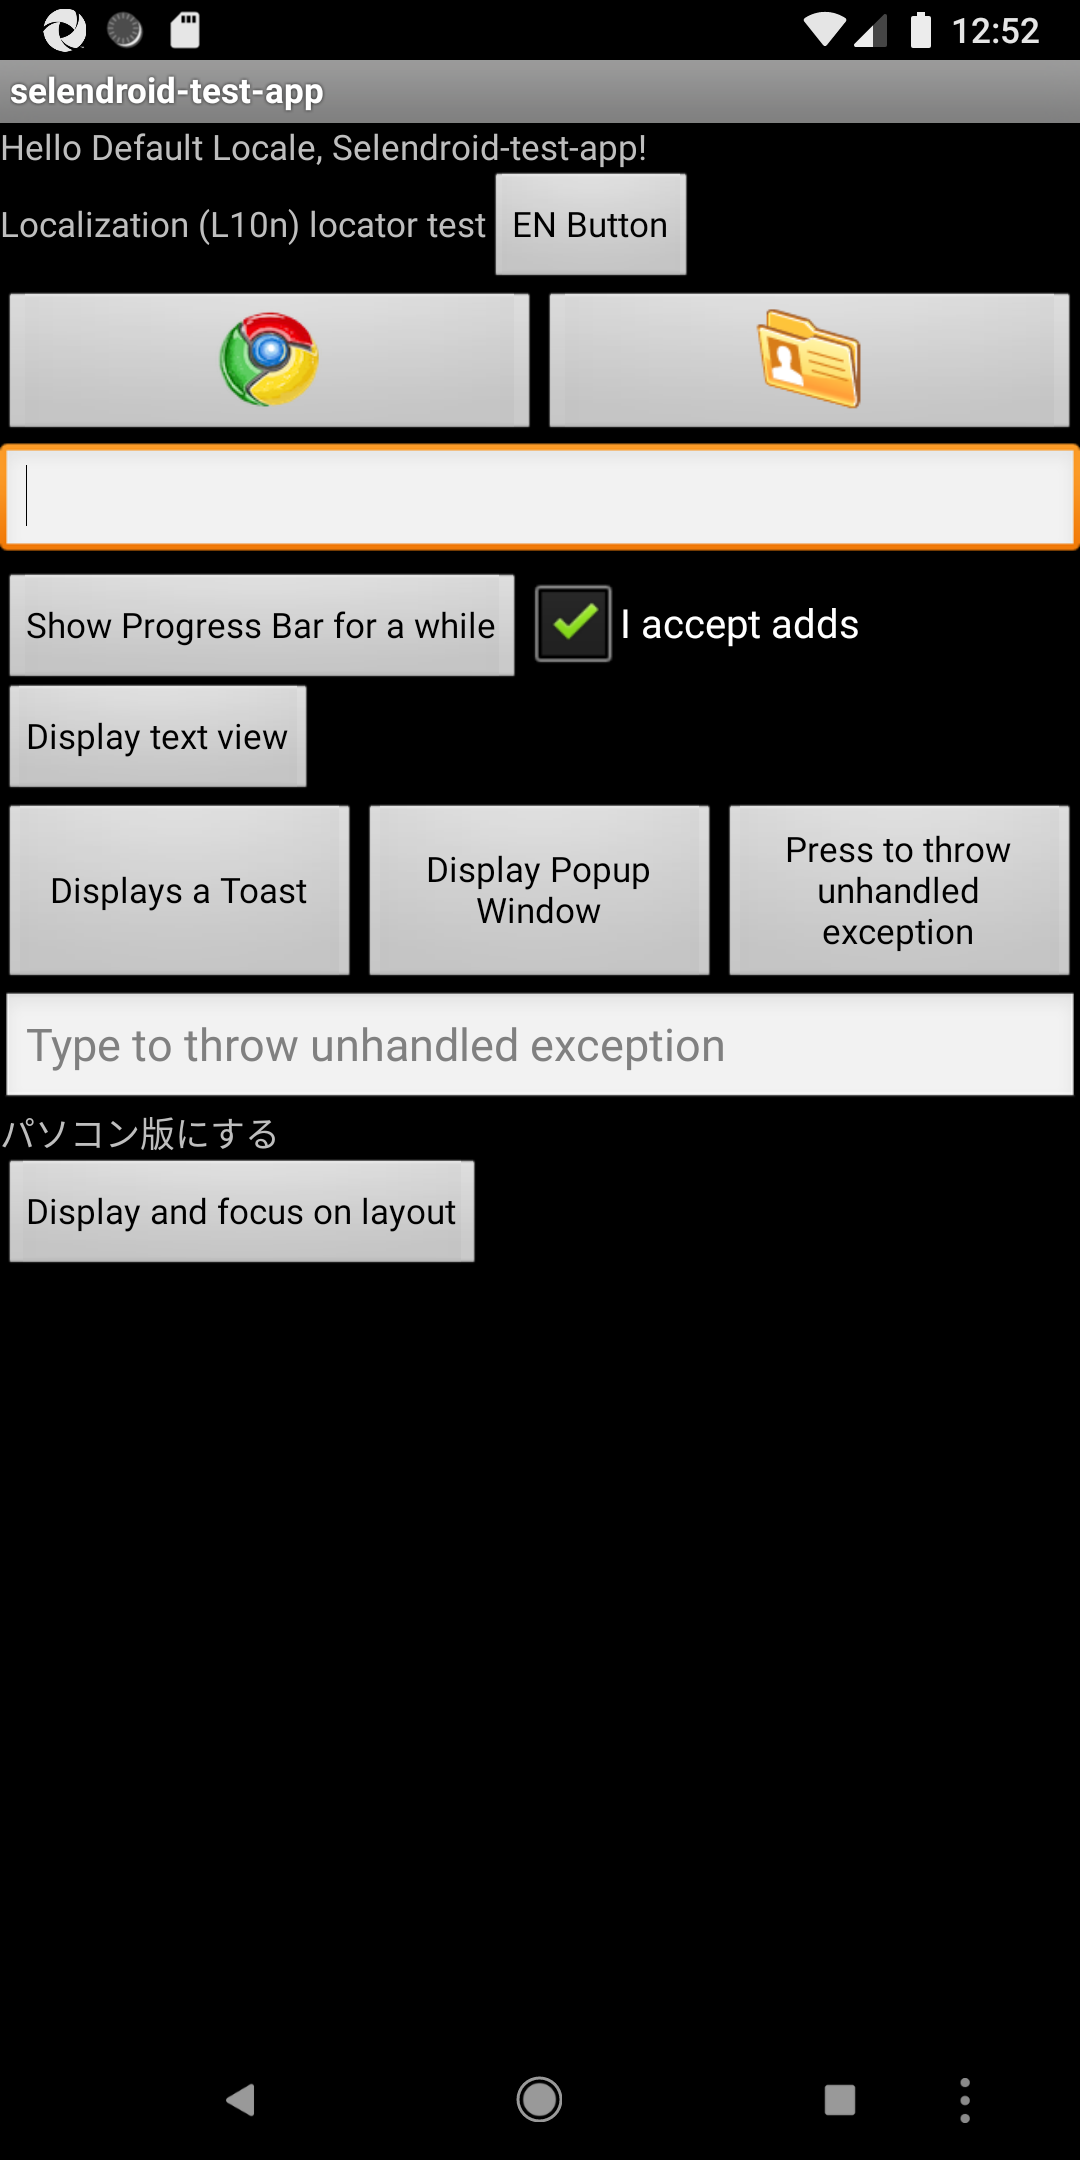 12:52
selendroid-test-app
Hello Default Locale, Selendroid-test-app!
Localization (L10n) locator test EN Button
Show Progress Bar for a while I accept adds
Display text view
Displays a Toast
Display Popup
Window
Press to throw
unhandled
exception
Type to throw unhandled exception
パソコン版にする
Display and focus on layout